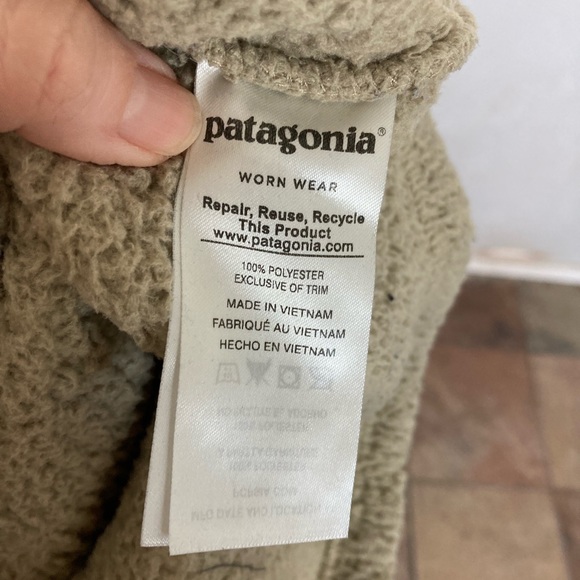 patagonia®
WORN WEAR
Repair, Reuse, Recycle
This Product
www.patagonia.com
100% POLYESTER
EXCLUSIVE OF TRIM
MADE IN VIETNAM
FABRIQUÉ AU VIETNAM
HECHO EN VIETNAM